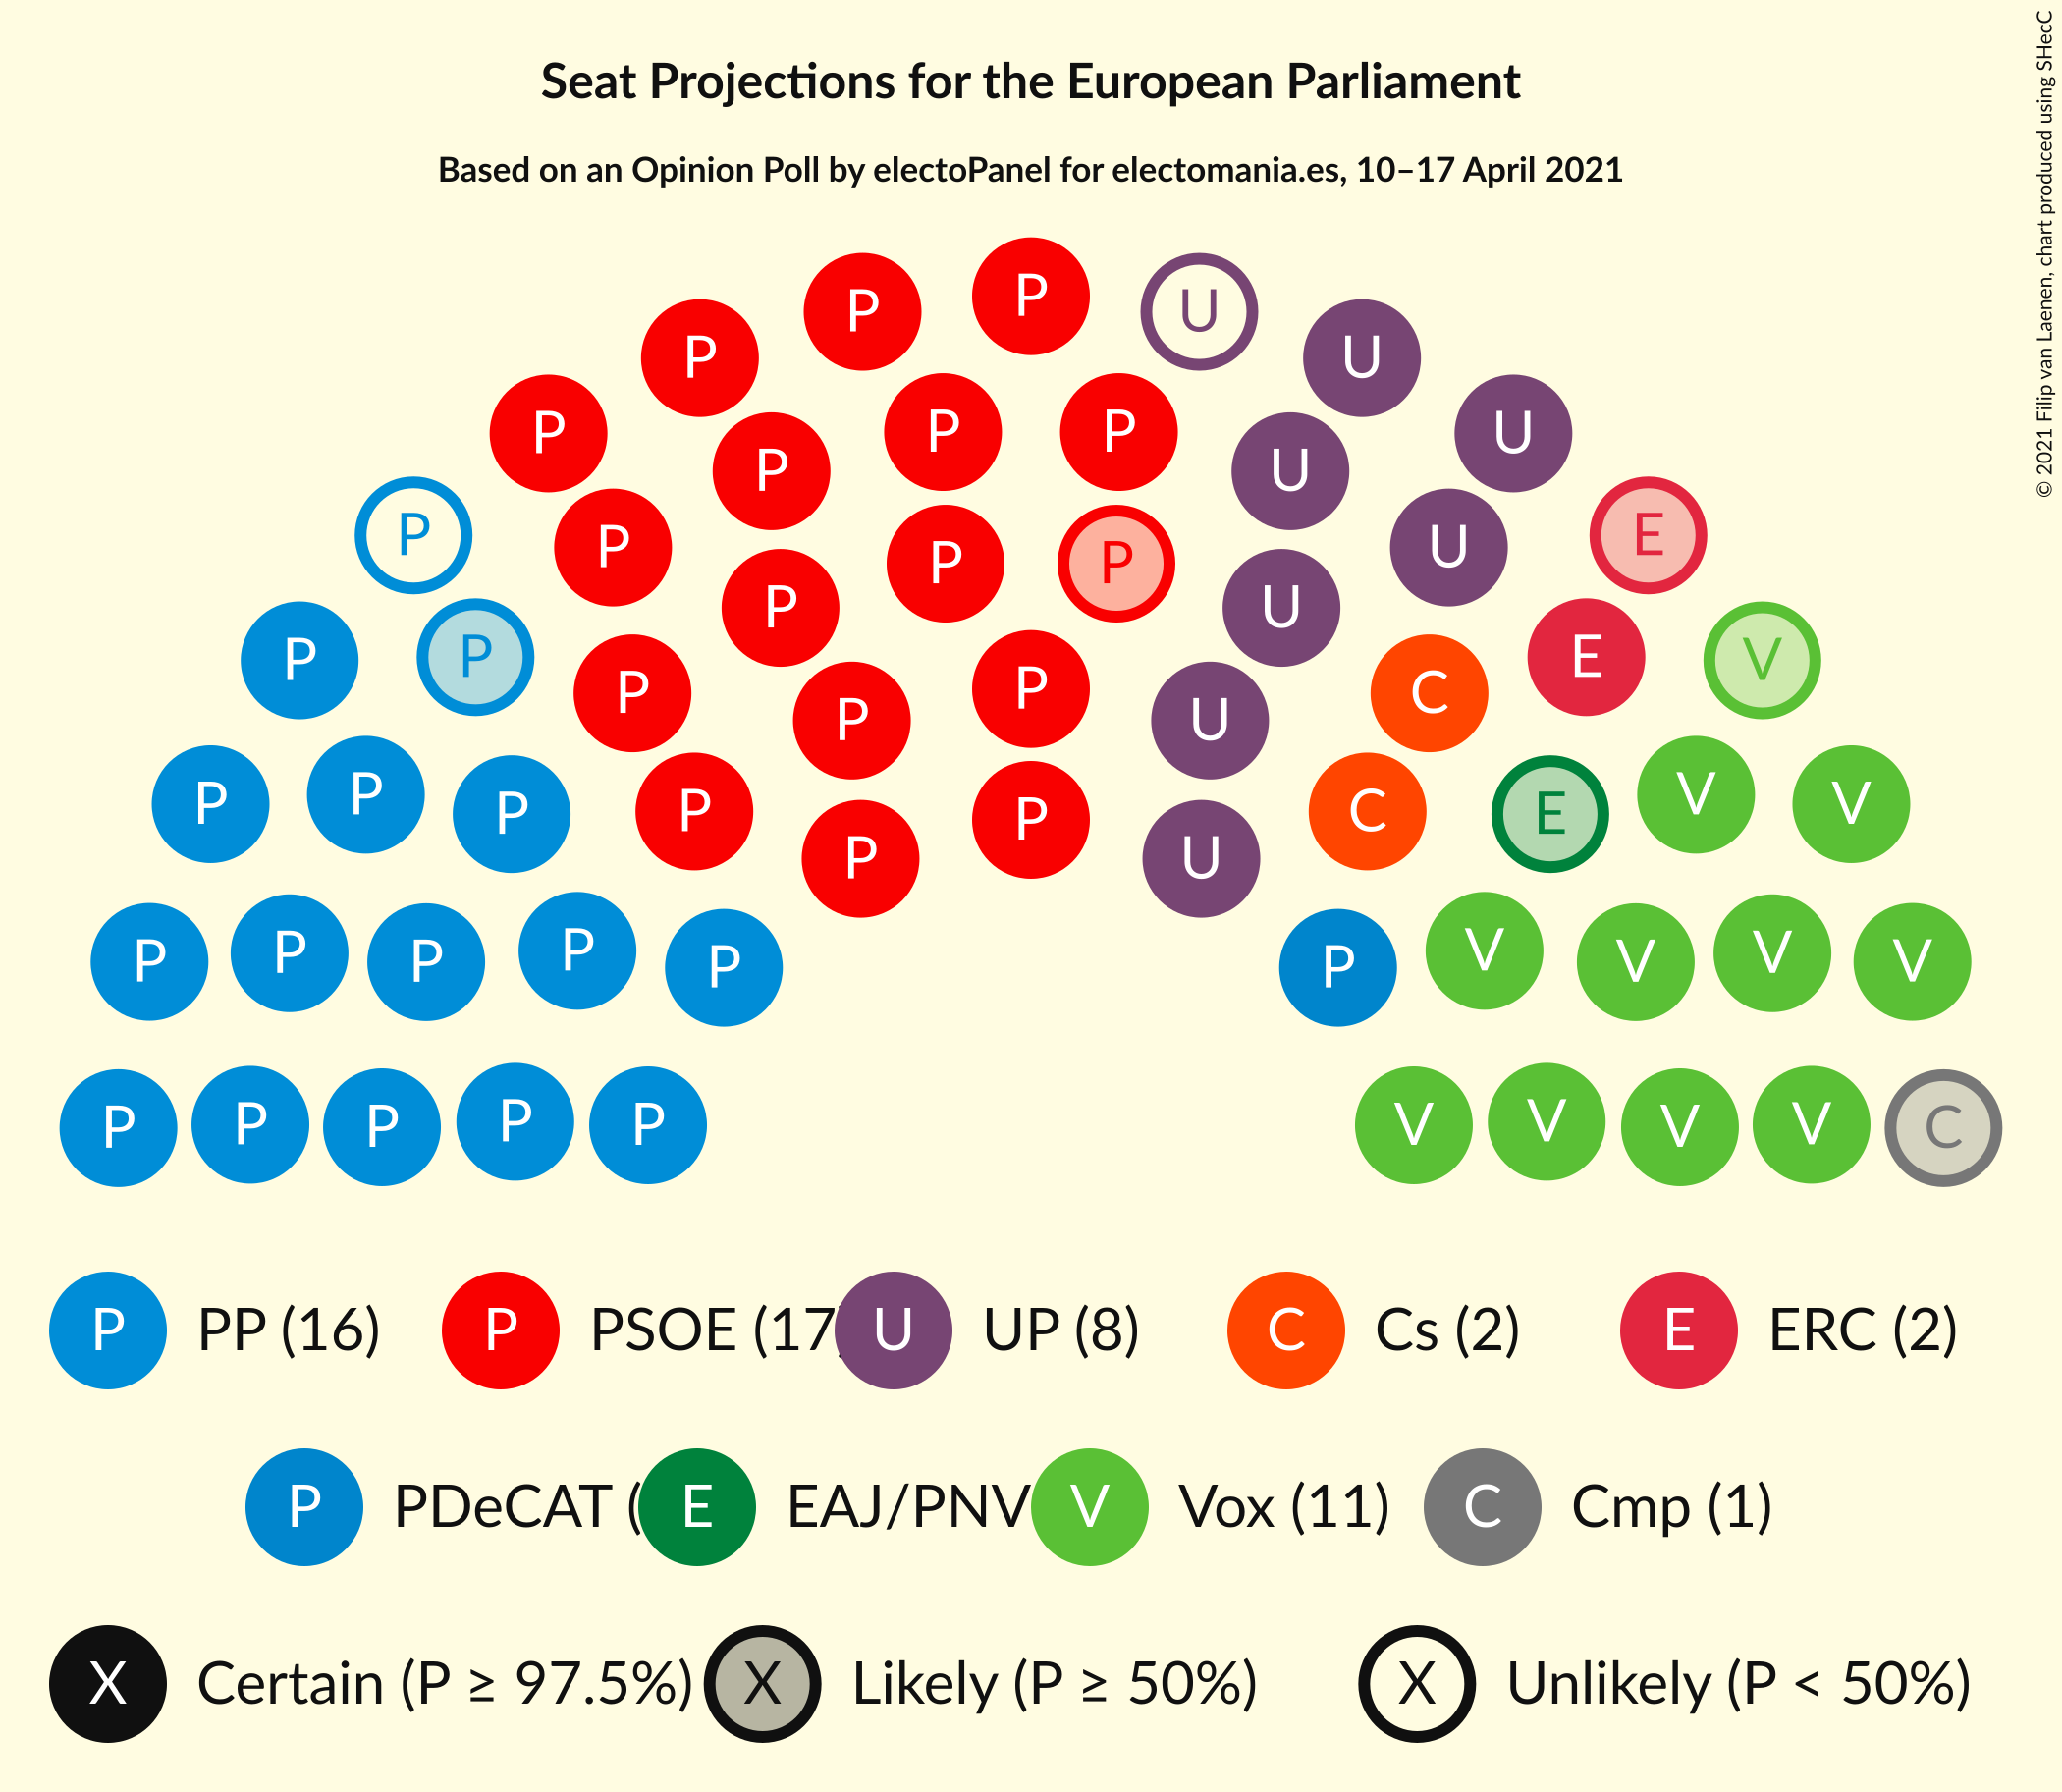 Seat Projections for the European Parliament
Based on an Opinion Poll by electoPanel for electomania.es, 10–17 April 2021
© 2021 Filip van Laenen, chart produced using SHecC
P
P P U
P U
P P P U
P U
P P U
P P P P E
P U
P P E V
P C
P
P U
P P V V
P P C E
P
P U
P P P P V V V V
P P
P P P P P V V V V C
P PP (16) P PSOE (17 U UP (8) C Cs (2) E ERC (2)
P PDeCAT ( E EAJ/PNV V Vox (11) C Cmp (1)
X Certain (P ≥ 97.5%) X Likely (P ≥ 50%) X Unlikely (P < 50%)